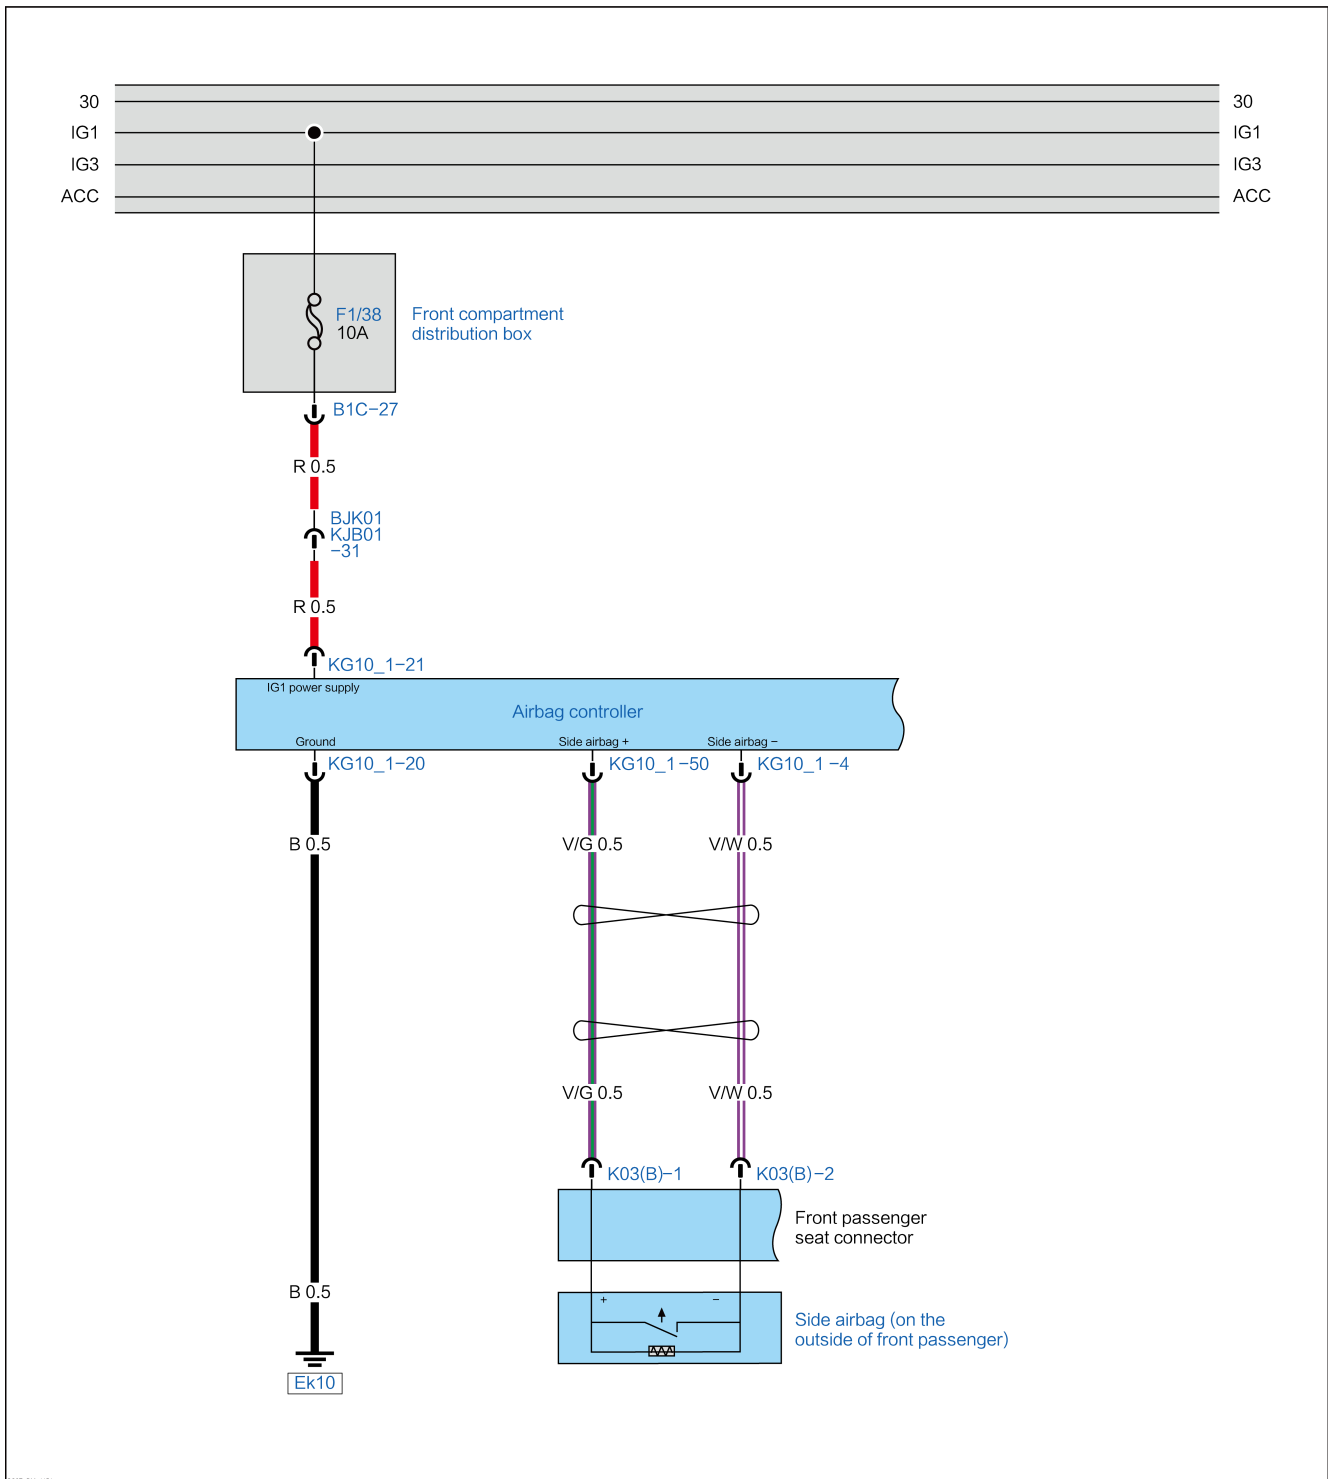 30
30
IG1
IG1
IG3
IG3
ACC
ACC
F1/38
10A
Front compartment
distribution box
B1C-27
R 0.5
BJK01
KJB01
-31
R 0.5
KG10_1-21
IG1 power supply
Airbag controller
Ground
Side airbag +
Side airbag -
KG10_1-20
KG10_1-50
KG10_1-4
B 0.5
V/G 0.5
V/W 0.5
V/G 0.5
V/W 0.5
K03(B)-1
K03(B)-2
Front passenger
seat connector
B 0.5
+
-
Side airbag (on the
outside of front passenger)
Ek10